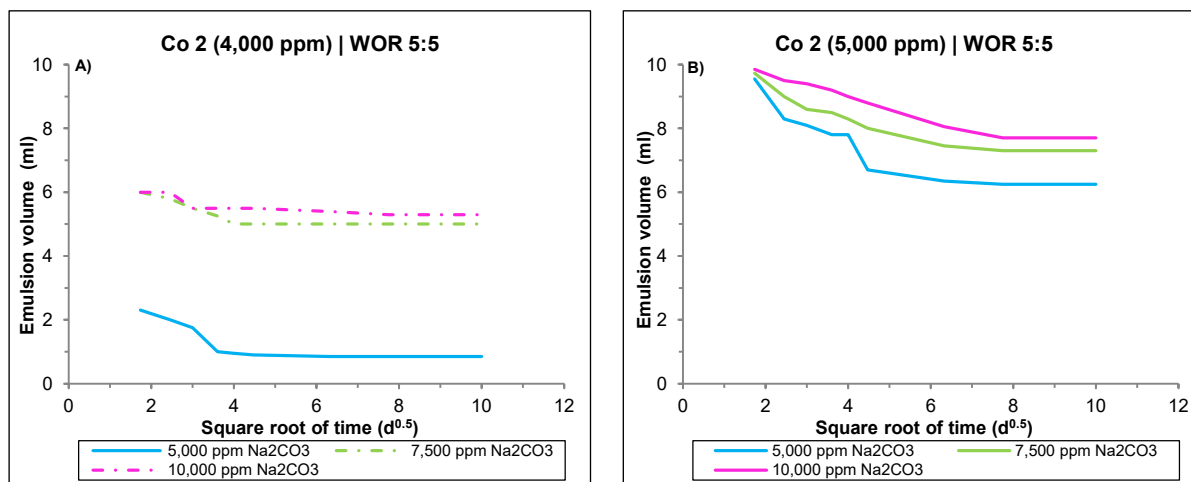 Co 2 (4,000 ppm) | WOR 5:5
A)
Emulsion volume (ml)
10
8
6
4
2
0
0 2 4 6 8 10 12
Square root of time (d0.5)
5,000 ppm Na2CO3 7,500 ppm Na2CO3
10,000 ppm Na2CO3
Co 2 (5,000 ppm) | WOR 5:5
B)
Emulsion volume (ml)
10
8
6
4
2
0
0 2 4 6 8 10 12
Square root of time (d0.5)
5,000 ppm Na2CO3 7,500 ppm Na2CO3
10,000 ppm Na2CO3